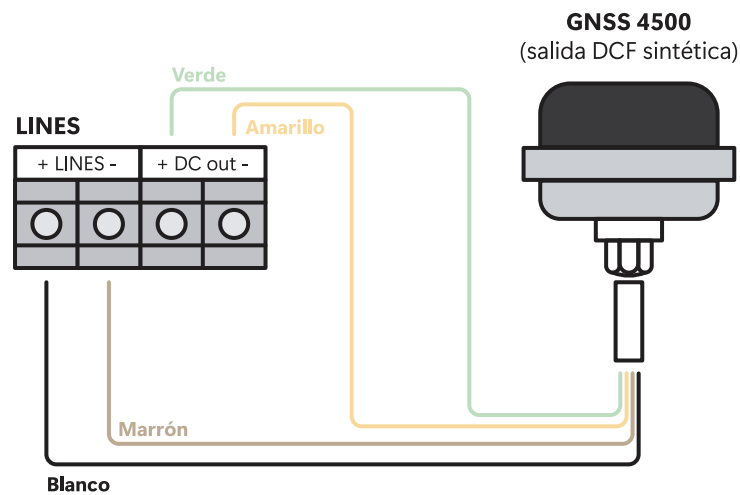 GNSS 4500
(salida DCF sintética)
Verde
Amarillo
LINES
+ LINES -
+ DC out -
Marrón
Blanco